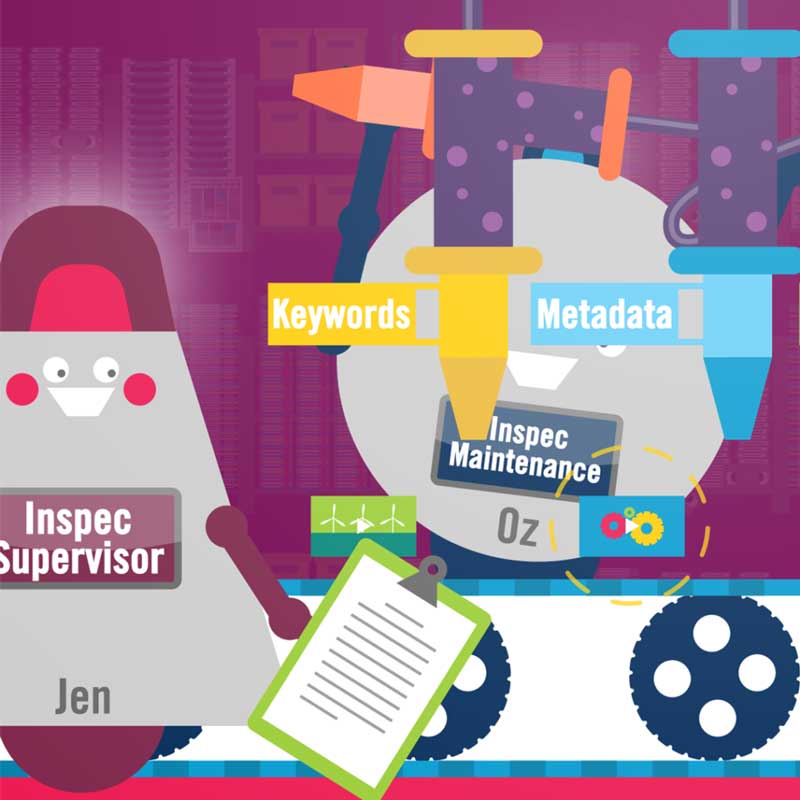 Keywords
Metadata
Inspec
Maintenance
Oz
Inspec
Supervisor
Jen